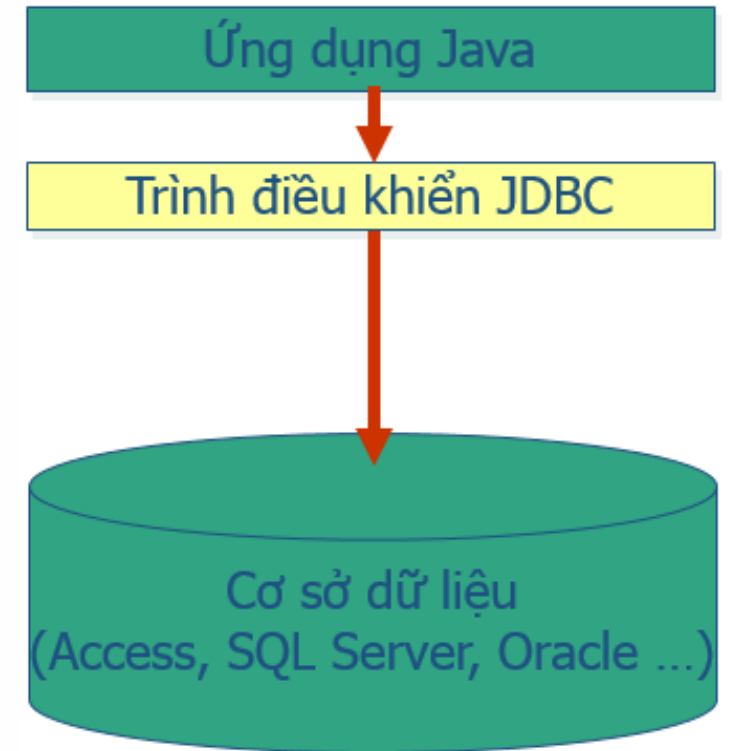 Ứng dụng Java
Trình điều khiển JDBC
Cơ sở dữ liệu
(Access, SQL Server, Oracle ...)